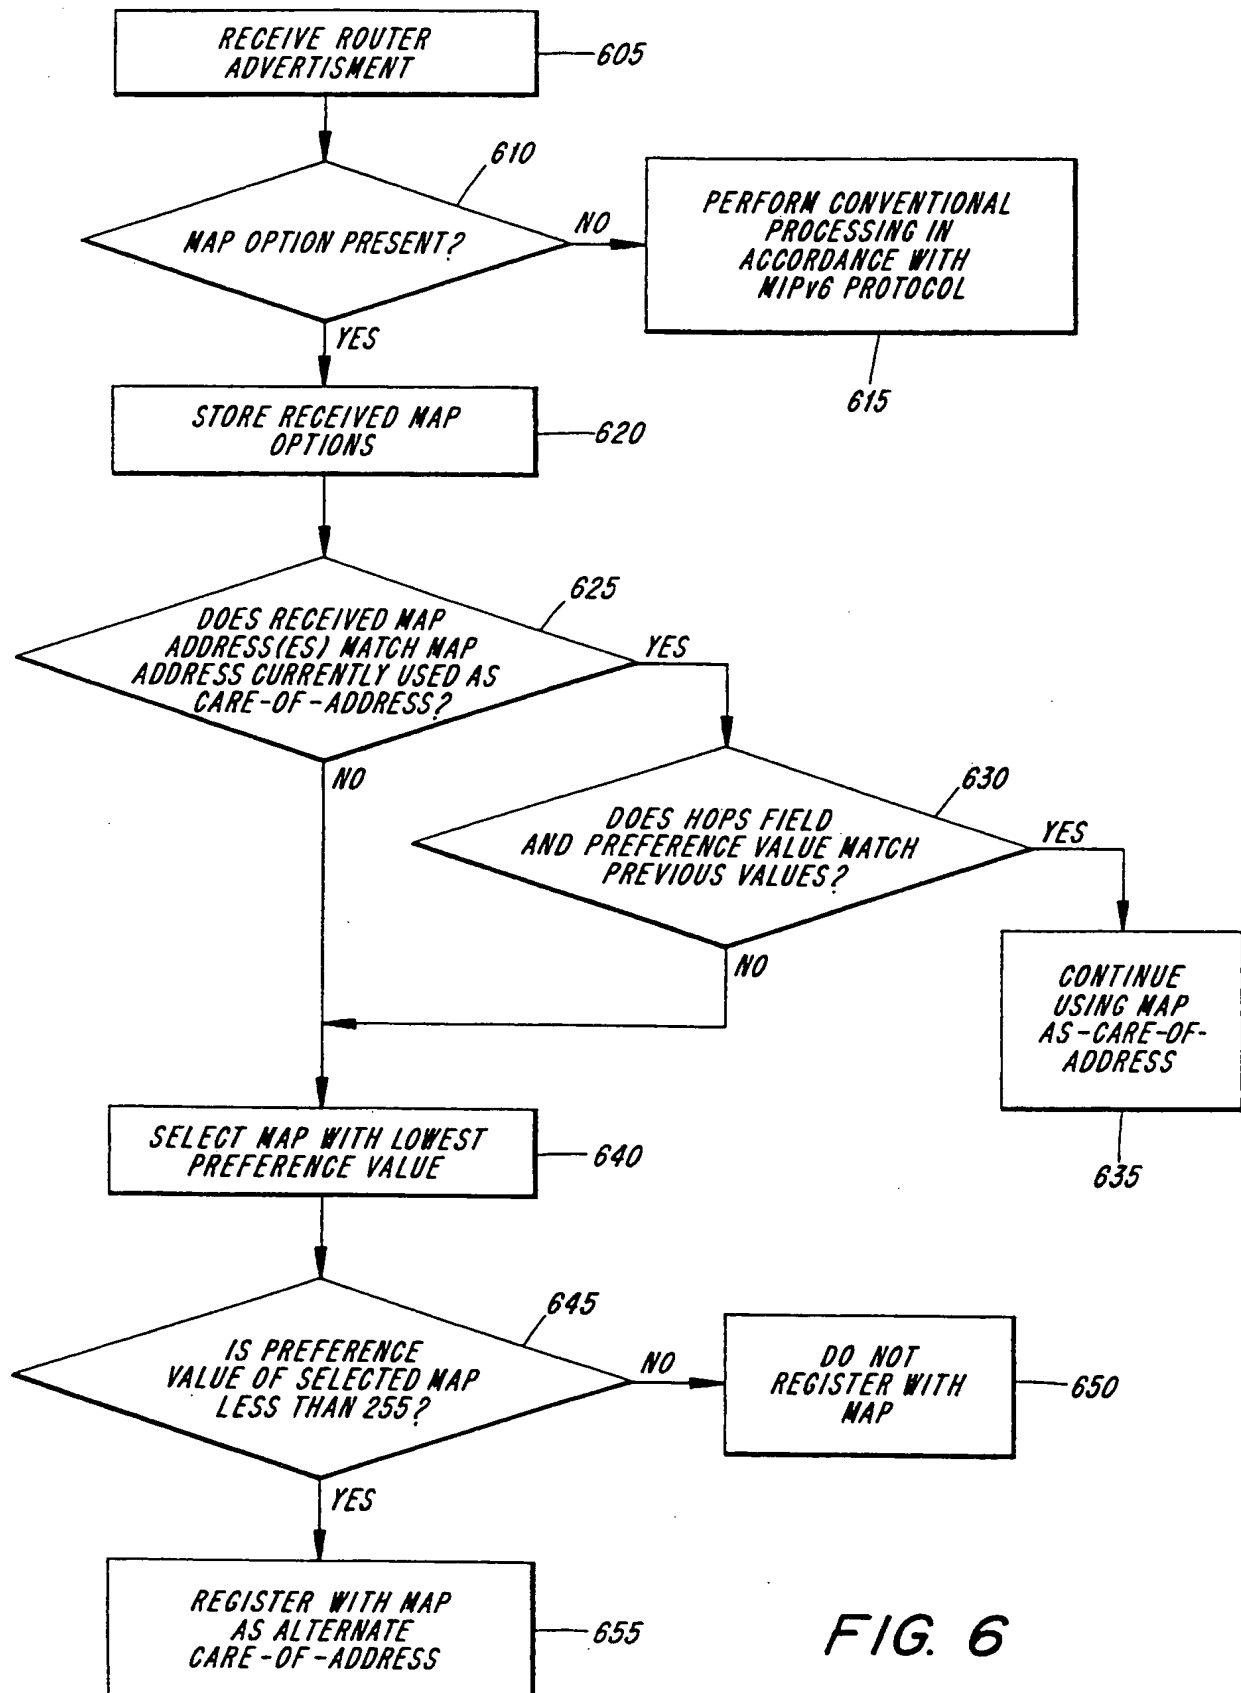 RECEIVE ROUTER
ADVERTISMENT
605
610
MAP OPTION PRESENT?
NO
PERFORM CONVENTIONAL
PROCESSING IN
ACCORDANCE WITH
MIPv6 PROTOCOL
615
YES
STORE RECEIVED MAP
OPTIONS
620
625
DOES RECEIVED MAP
ADDRESS(ES) MATCH MAP
ADDRESS CURRENTLY USED AS
CARE-OF-ADDRESS?
YES
NO
630
DOES HOPS FIELD
AND PREFERENCE VALUE MATCH
PREVIOUS VALUES?
YES
NO
CONTINUE
USING MAP
AS-CARE-OF-
ADDRESS
635
SELECT MAP WITH LOWEST
PREFERENCE VALUE
640
645
IS PREFERENCE
VALUE OF SELECTED MAP
LESS THAN 255?
NO
DO NOT
REGISTER WITH
MAP
650
YES
REGISTER WITH MAP
AS ALTERNATE
CARE-OF-ADDRESS
655
FIG. 6